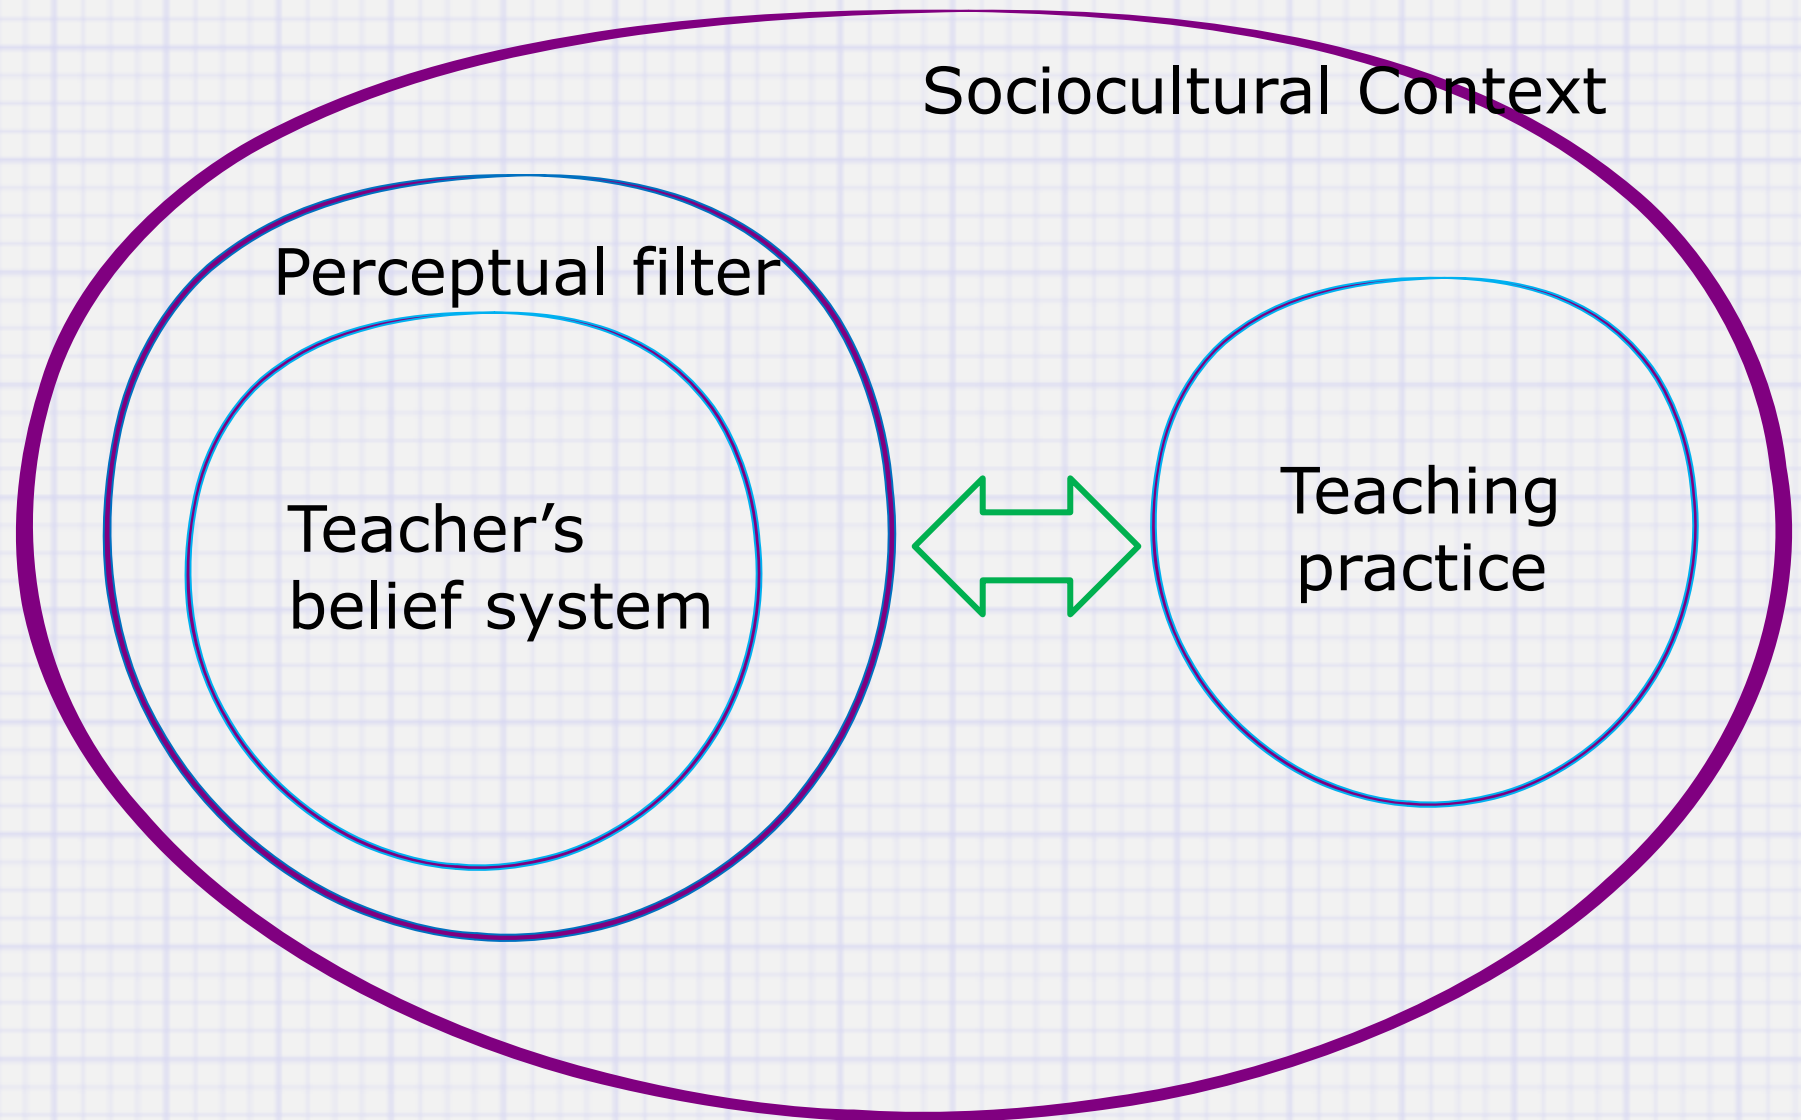 Sociocultural Context
Perceptual filter
Teacher’s
belief system
Teaching
practice